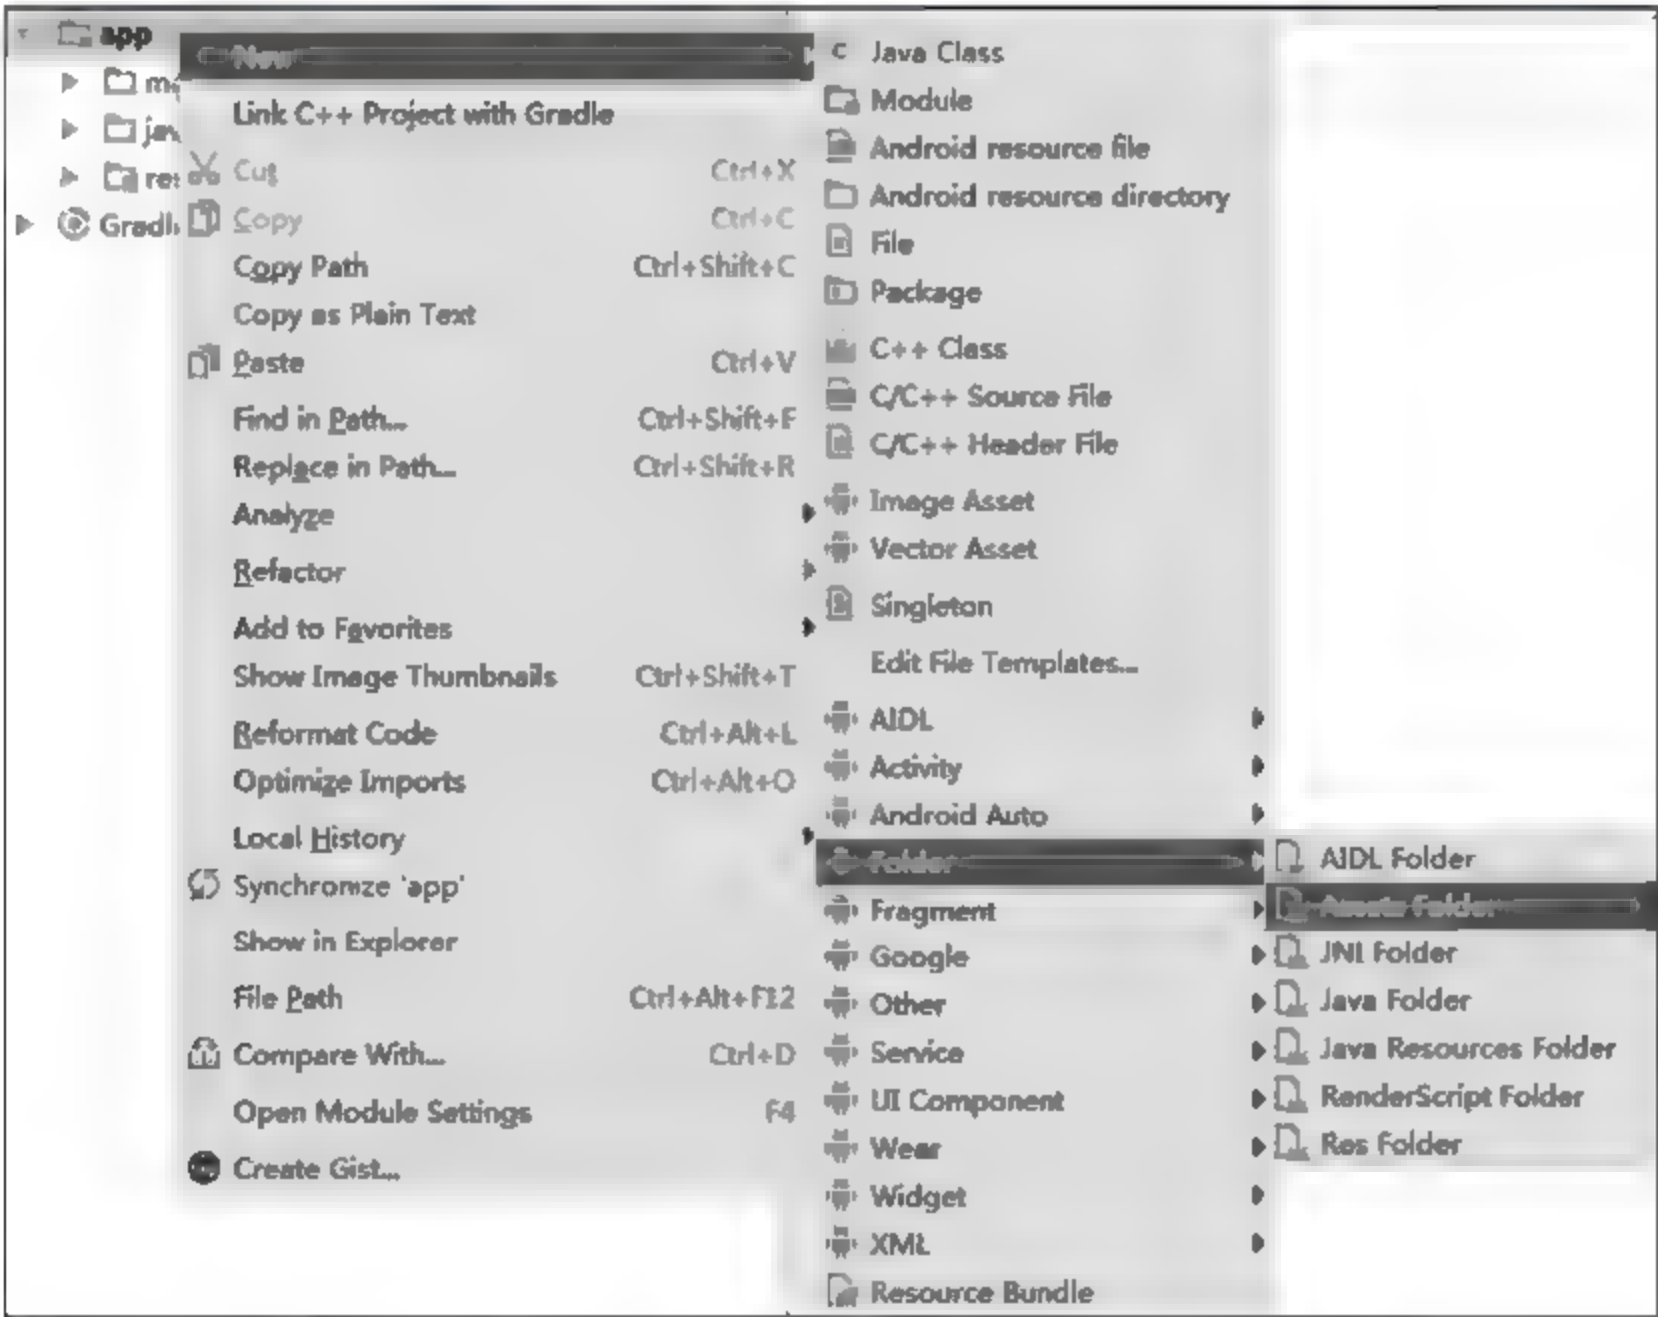 app
New
Link C++ Project with Gradle
Cut Ctrl+X
Copy Ctrl+C
Gradl
Copy Path Ctrl+Shift+C
Copy as Plain Text
Paste Ctrl+V
Find in Path... Ctrl+Shift+F
Replace in Path... Ctrl+Shift+R
Analyze
Refactor
Add to Favorites
Show Image Thumbnails Ctrl+Shift+T
Reformat Code Ctrl+Alt+L
Optimize Imports Ctrl+Alt+O
Local History
Synchronize 'app'
Show in Explorer
File Path Ctrl+Alt+F12
Compare With... Ctrl+D
Open Module Settings F4
Create Gist...
Java Class
Module
Android resource file
Android resource directory
File
Package
C++ Class
C/C++ Source File
C/C++ Header File
Image Asset
Vector Asset
Singleton
Edit File Templates...
AIDL
Activity
Android Auto
Folder
Fragment
Google
Other
Service
UI Component
Wear
Widget
XML
Resource Bundle
AIDL Folder
Assets Folder
JNI Folder
Java Folder
Java Resources Folder
RenderScript Folder
Res Folder